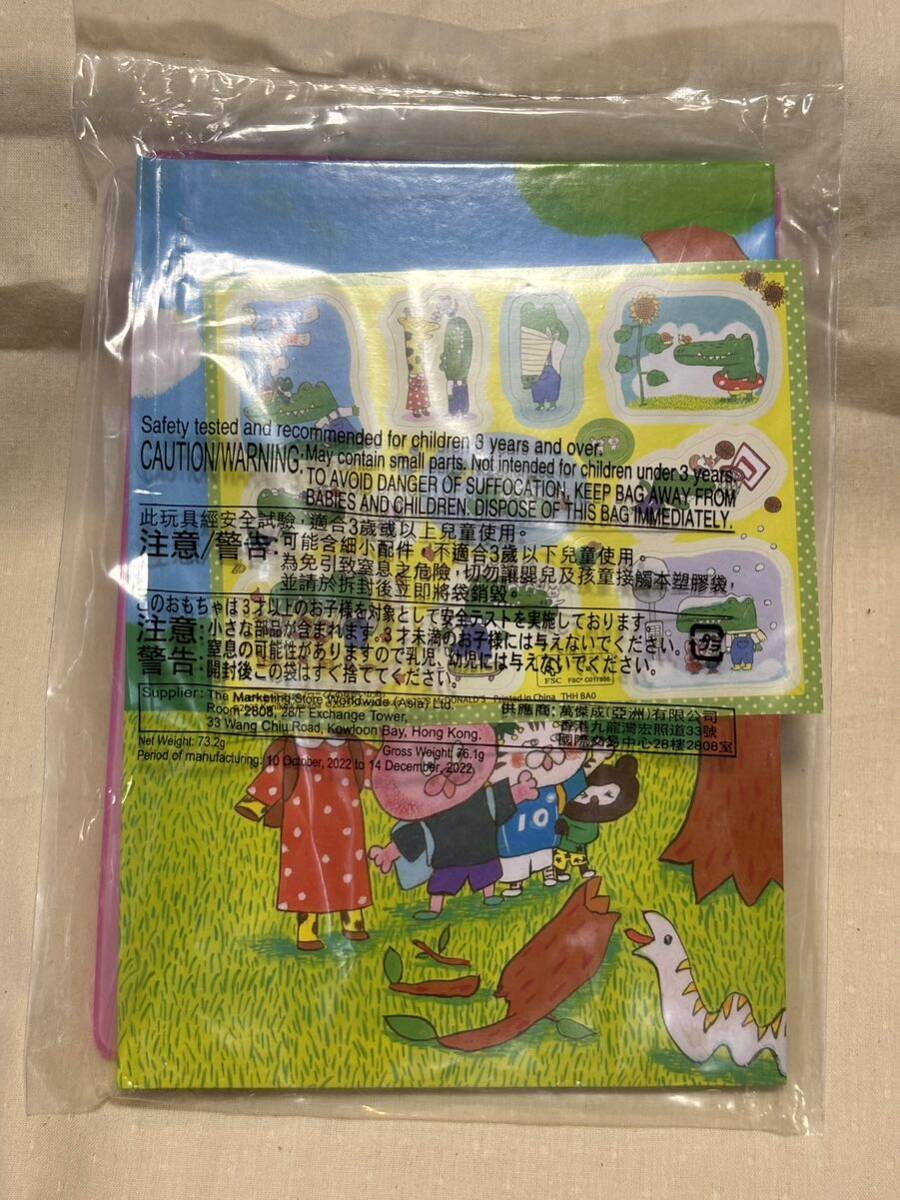 Safety tested and recommended for children 3 years and over.
CAUTION/WARNING: May contain small parts. Not intended for children under 3 years.
TO AVOID DANGER OF SUFFOCATION, KEEP BAG AWAY FROM
BABIES AND CHILDREN. DISPOSE OF THIS BAG IMMEDIATELY.
此玩具經安全試驗，適合3歲或以上兒童使用。
注意/警告：可能含細小配件，不適合3歲以下兒童使用。
為免引致窒息之危險，切勿讓嬰兒及孩童接觸本塑膠袋，
並請於拆封後立即將袋銷毀。
このおもちゃは3才以上のお子様を対象として安全テストを実施しております。
注意：小さな部品が含まれます。3才未満のお子様には与えないでください。
警告：窒息の可能性がありますので乳児、幼児には与えないでください。
開封後この袋はすぐ捨ててください。
プラ
FSC FSC® C017606
Printed in China THH BA0
Supplier: The Marketing Store Worldwide (Asia) Ltd.
Room 2808, 28/F Exchange Tower,
33 Wang Chiu Road, Kowloon Bay, Hong Kong.
供應商：萬傑成(亞洲)有限公司
香港九龍灣宏照道33號
國際交易中心28樓2808室
Net Weight: 73.2g
Gross Weight: 76.1g
Period of manufacturing: 10 October, 2022 to 14 December, 2022
10